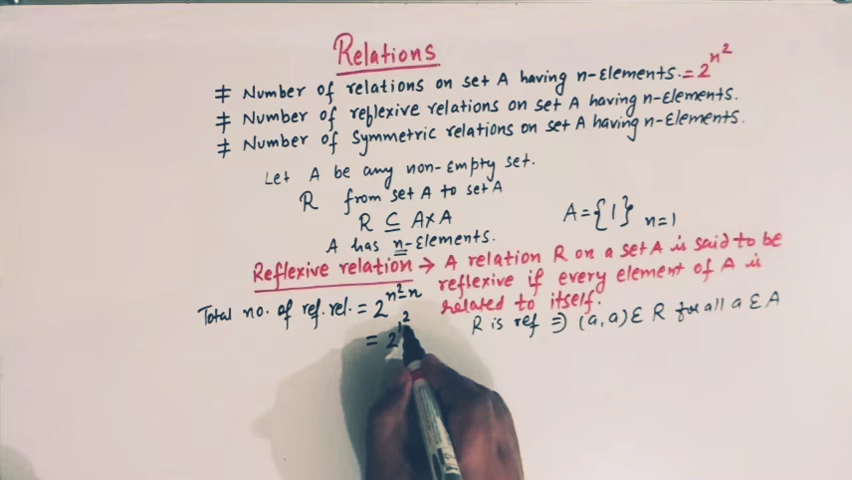 Relations
# Number of relations on set A having n-Elements. = 2^n²
# Number of reflexive relations on set A having n-Elements.
# Number of symmetric relations on set A having n-Elements.
Let A be any non-empty set.
R from set A to set A
R ⊆ A×A
A={1} n=1
A has n-Elements.
Reflexive relation → A relation R on a set A is said to be
reflexive if every element of A is
related to itself.
Total no. of ref. rel. = 2^n²-n
R is ref ⇒ (a,a) ∈ R for all a ∈ A
= 2^1²